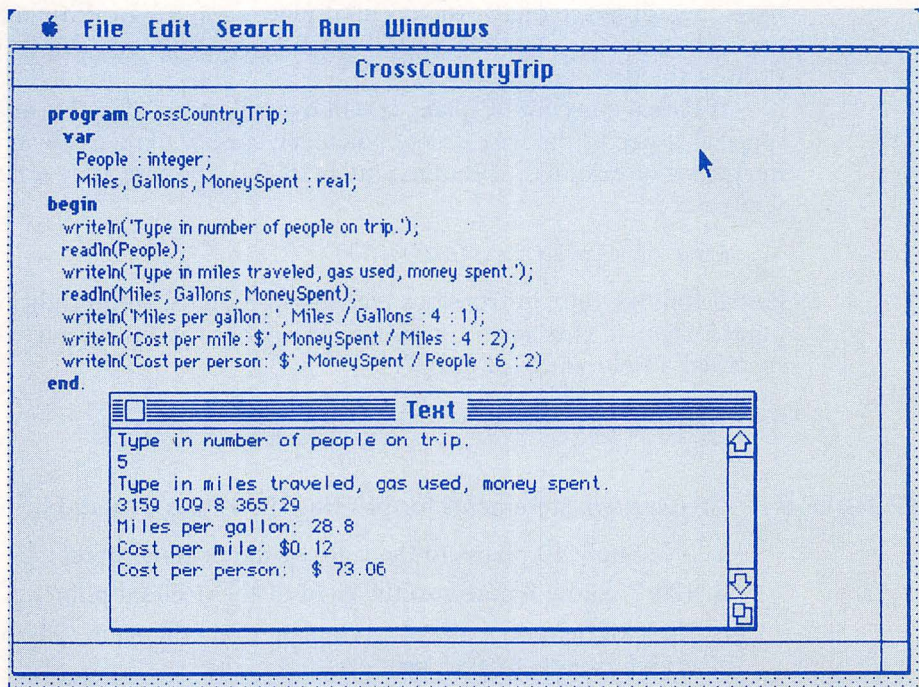 File Edit Search Run Windows
CrossCountryTrip
program CrossCountryTrip;
var
People : integer;
Miles, Gallons, MoneySpent : real;
begin
writeln('Type in number of people on trip.');
readln(People);
writeln('Type in miles traveled, gas used, money spent.');
readln(Miles, Gallons, MoneySpent);
writeln('Miles per gallon: ', Miles / Gallons : 4 : 1);
writeln('Cost per mile: $', MoneySpent / Miles : 4 : 2);
writeln('Cost per person:  $', MoneySpent / People : 6 : 2)
end.
Text
Type in number of people on trip.
5
Type in miles traveled, gas used, money spent.
3159 109.8 365.29
Miles per gallon: 28.8
Cost per mile: $0.12
Cost per person:  $ 73.06